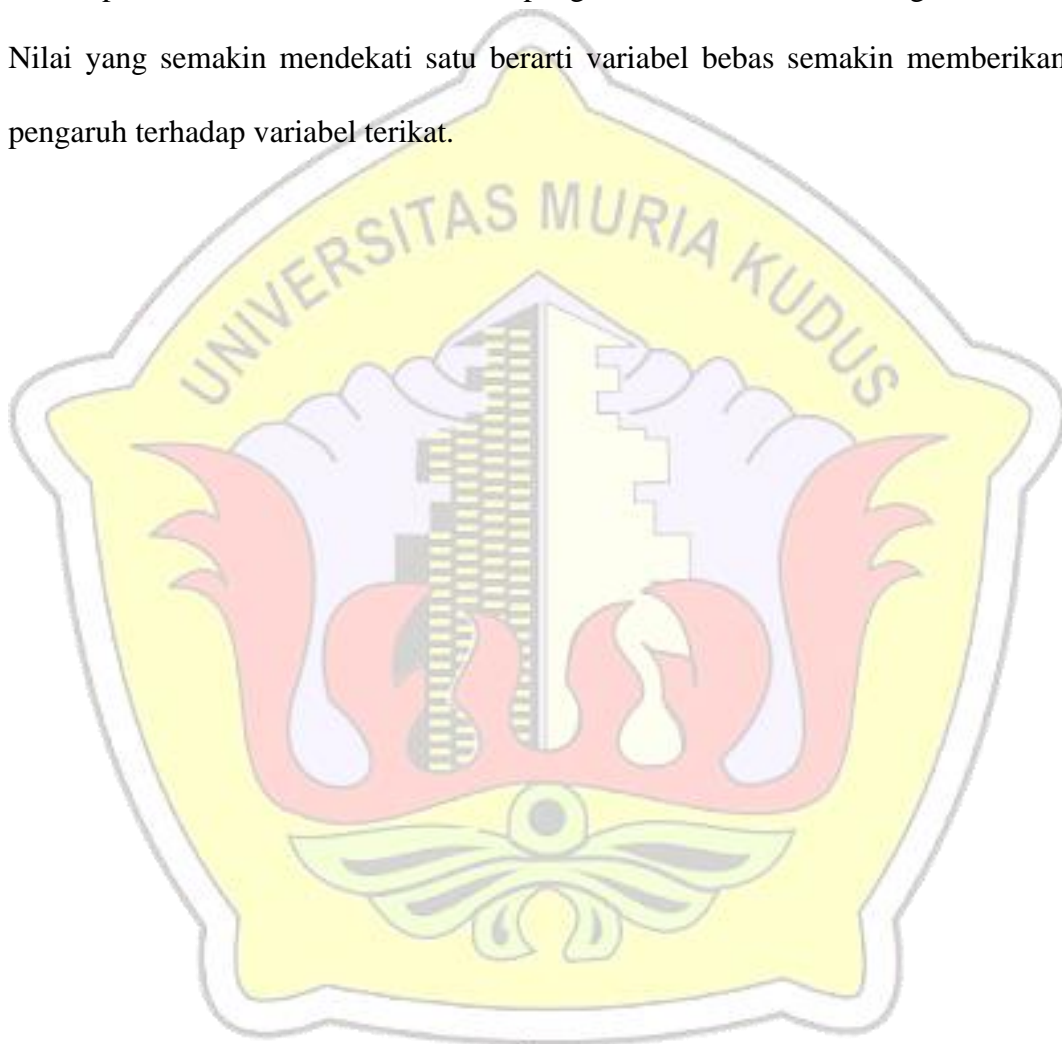 Nilai yang semakin mendekati satu berarti variabel bebas semakin memberikan
pengaruh terhadap variabel terikat.
UNIVERSITAS MURIA KUDUS